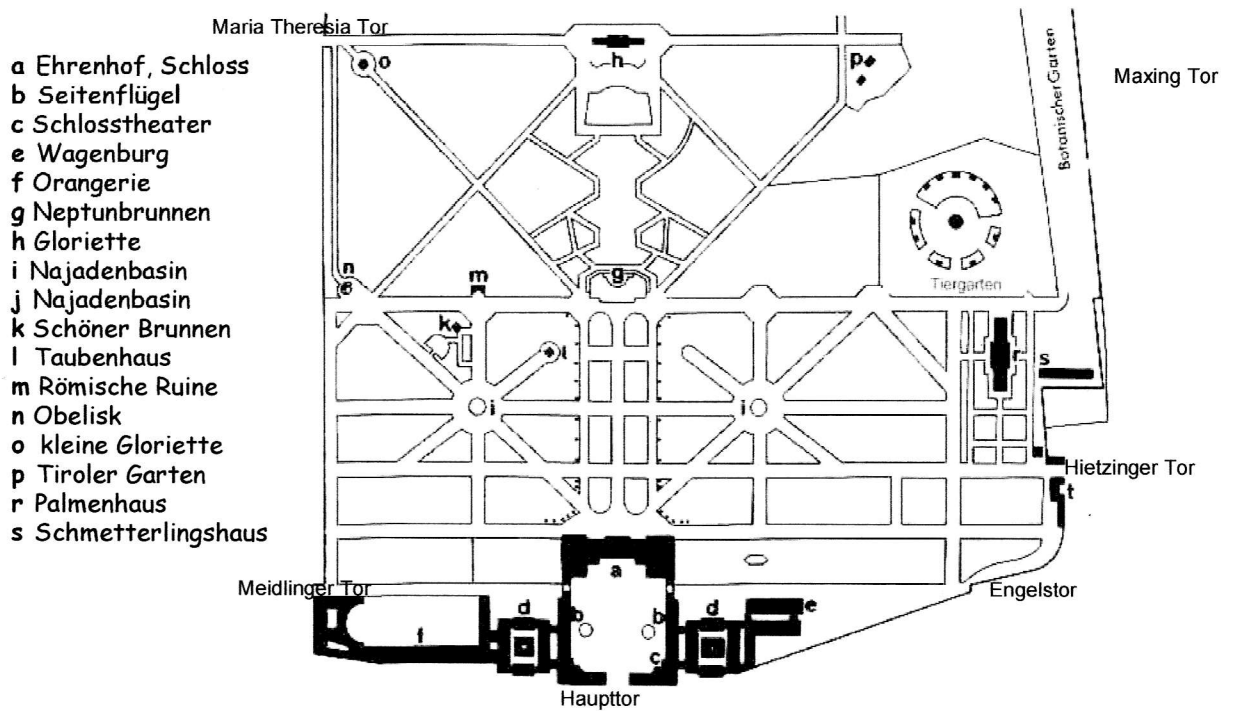 Maria Theresia Tor
Maxing Tor
a Ehrenhof, Schloss
b Seitenflügel
c Schlosstheater
e Wagenburg
f Orangerie
g Neptunbrunnen
h Gloriette
i Najadenbasin
j Najadenbasin
k Schöner Brunnen
l Taubenhaus
m Römische Ruine
n Obelisk
o kleine Gloriette
p Tiroler Garten
r Palmenhaus
s Schmetterlingshaus
o
h
p
Botanischer Garten
Tiergarten
n
m
g
k
l
r
s
i
i
Hietzinger Tor
t
Meidlinger Tor
a
Engelstor
d
b
b
d
e
f
c
Haupttor